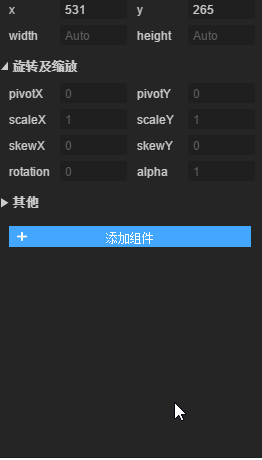 x 531 y 265
width Auto height Auto
旋转及缩放
pivotX 0 pivotY 0
scaleX 1 scaleY 1
skewX 0 skewY 0
rotation 0 alpha 1
其他
+ 添加组件